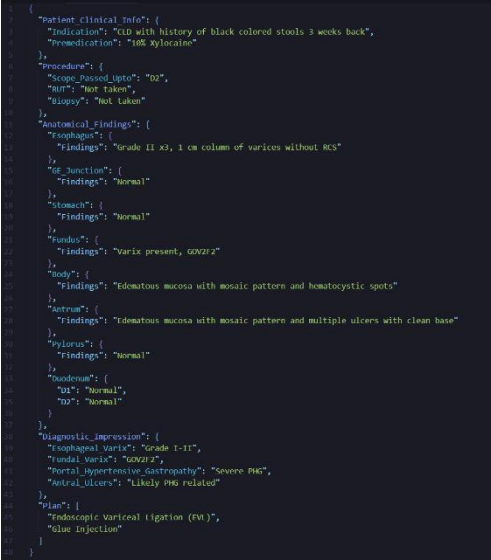 {
"Patient_Clinical_Info": {
"Indication": "CLD with history of black colored stools 3 weeks back",
"Premedication": "10% Xylocaine"
},
"Procedure": {
"Scope_Passed_Upto": "D2",
"RUT": "Not taken",
"Biopsy": "Not taken"
},
"Anatomical_Findings": {
"Esophagus": {
"Findings": "Grade II x3, 1 cm column of varices without RCS"
},
"GE_Junction": {
"Findings": "Normal"
},
"Stomach": {
"Findings": "Normal"
},
"Fundus": {
"Findings": "Varix present, GOV2F2"
},
"Body": {
"Findings": "Edematous mucosa with mosaic pattern and hematocystic spots"
},
"Antrum": {
"Findings": "Edematous mucosa with mosaic pattern and multiple ulcers with clean base"
},
"Pylorus": {
"Findings": "Normal"
},
"Duodenum": {
"D1": "Normal",
"D2": "Normal"
}
},
"Diagnostic_Impression": {
"Esophageal_Varix": "Grade I-II",
"Fundal_Varix": "GOV2F2",
"Portal_Hypertensive_Gastropathy": "Severe PHG",
"Antral_Ulcers": "Likely PHG related"
},
"Plan": [
"Endoscopic Variceal Ligation (EVL)",
"Glue Injection"
]
}